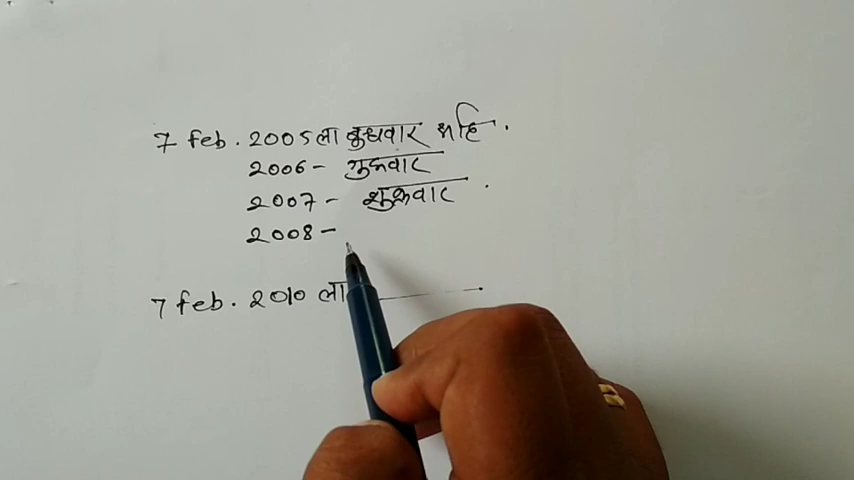 7 feb. 2005 ला बुधवार आहे.
2006 - गुरुवार
2007 - शुक्रवार .
2008 -
7 feb. 2010 ला .